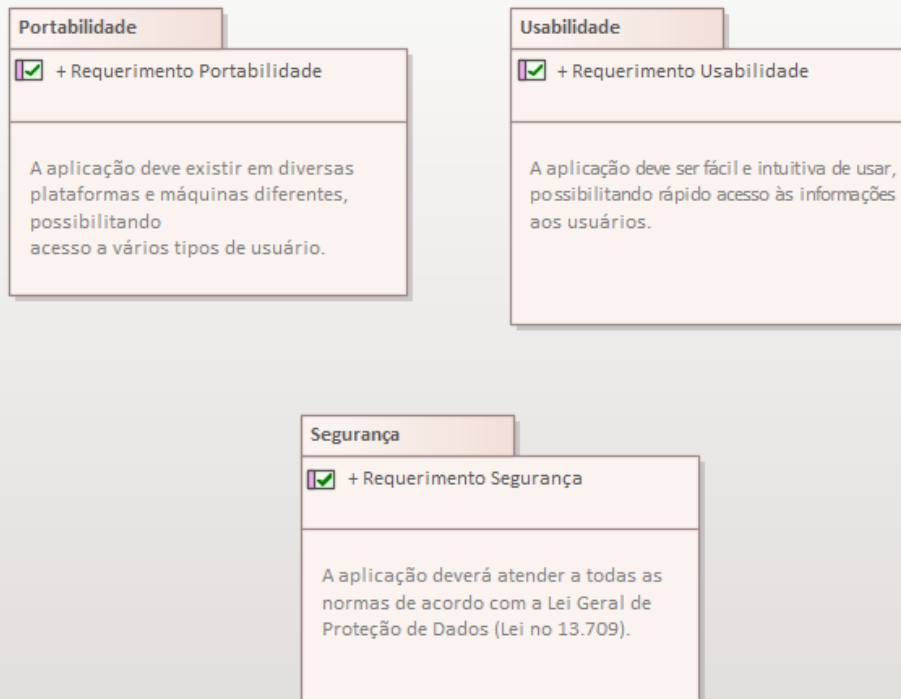 Portabilidade
+ Requerimento Portabilidade
A aplicação deve existir em diversas
plataformas e máquinas diferentes,
possibilitando
acesso a vários tipos de usuário.
Usabilidade
+ Requerimento Usabilidade
A aplicação deve ser fácil e intuitiva de usar,
possibilitando rápido acesso às informações
aos usuários.
Segurança
+ Requerimento Segurança
A aplicação deverá atender a todas as
normas de acordo com a Lei Geral de
Proteção de Dados (Lei no 13.709).